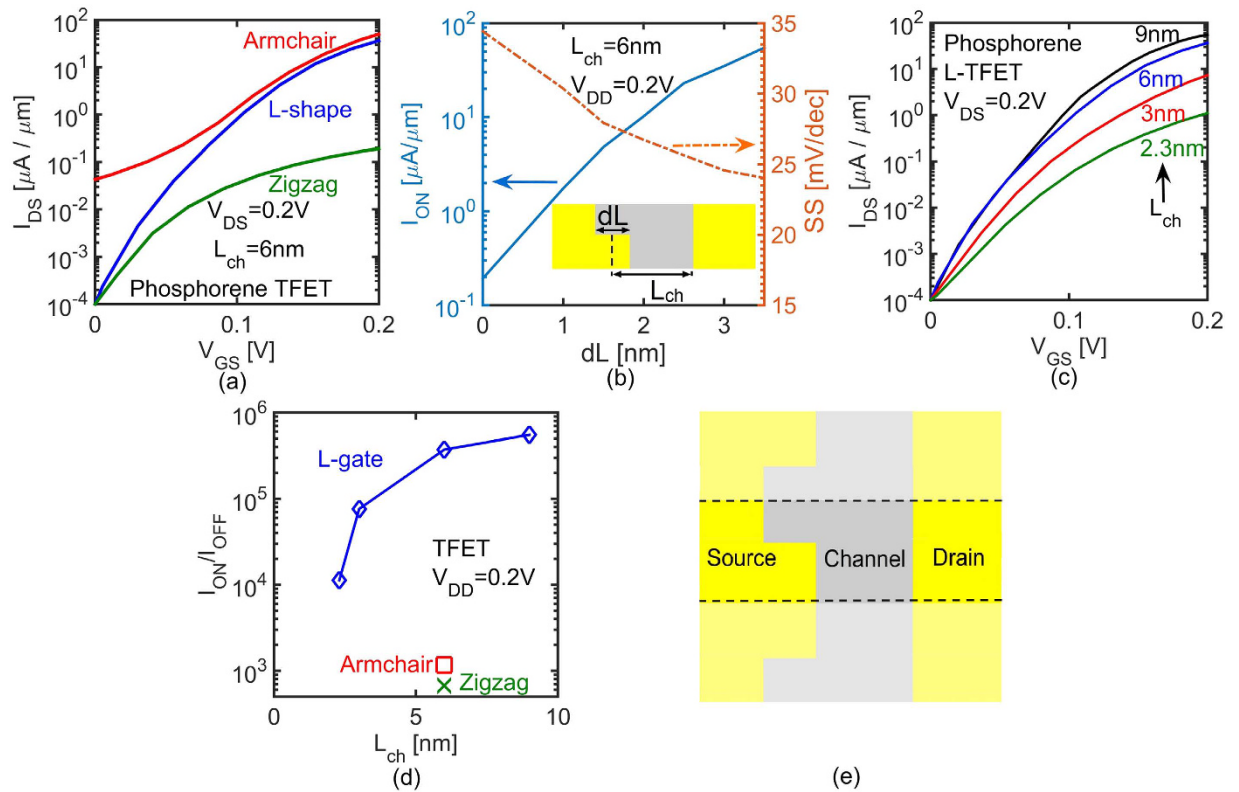 10^2
10^1
10^0
10^-1
10^-2
10^-3
10^-4
I_DS [µA / µm]
Armchair
L-shape
Zigzag
V_DS=0.2V
L_ch=6nm
Phosphorene TFET
0
0.1
0.2
V_GS [V]
(a)
10^2
10^1
10^0
10^-1
I_ON [µA/µm]
L_ch=6nm
V_DD=0.2V
dL
L_ch
35
30
25
20
15
SS [mV/dec]
0
1
2
3
dL [nm]
(b)
10^2
10^1
10^0
10^-1
10^-2
10^-3
10^-4
I_DS [µA / µm]
Phosphorene
L-TFET
V_DS=0.2V
9nm
6nm
3nm
2.3nm
L_ch
0
0.1
0.2
V_GS [V]
(c)
10^6
10^5
10^4
10^3
I_ON/I_OFF
L-gate
TFET
V_DD=0.2V
Armchair
Zigzag
0
5
10
L_ch [nm]
(d)
Source
Channel
Drain
(e)